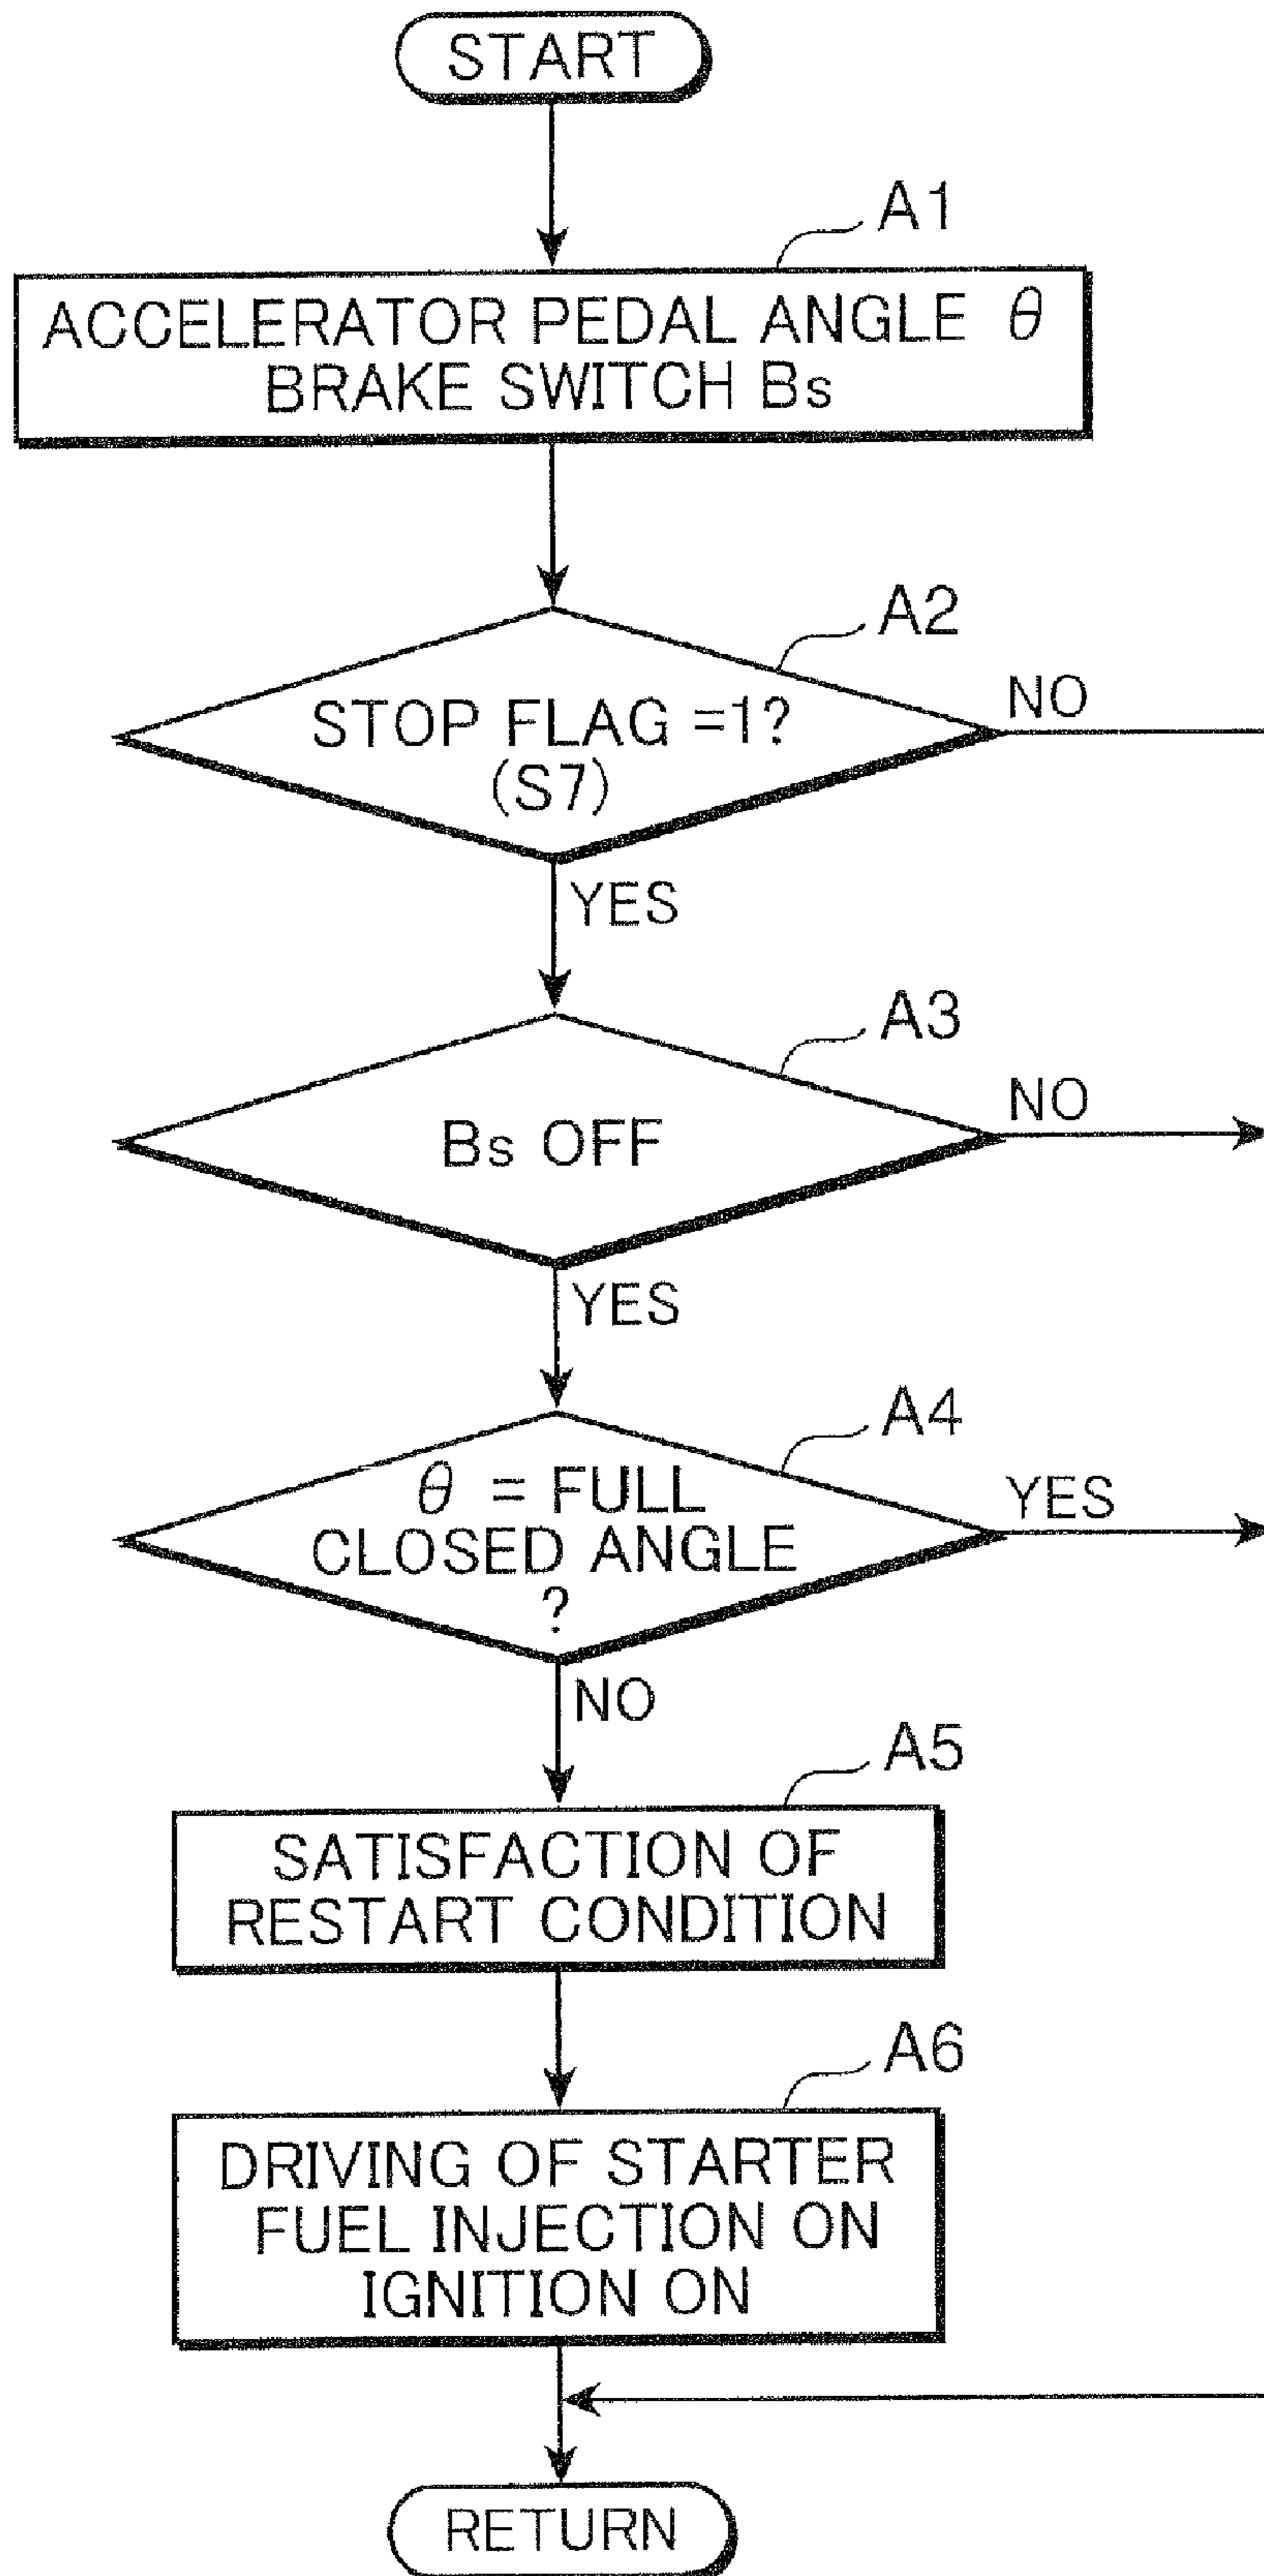 START
A1
ACCELERATOR PEDAL ANGLE θ
BRAKE SWITCH Bs
A2
STOP FLAG =1?
(S7)
NO
YES
A3
Bs OFF
NO
YES
A4
θ = FULL
CLOSED ANGLE
?
YES
NO
A5
SATISFACTION OF
RESTART CONDITION
A6
DRIVING OF STARTER
FUEL INJECTION ON
IGNITION ON
RETURN